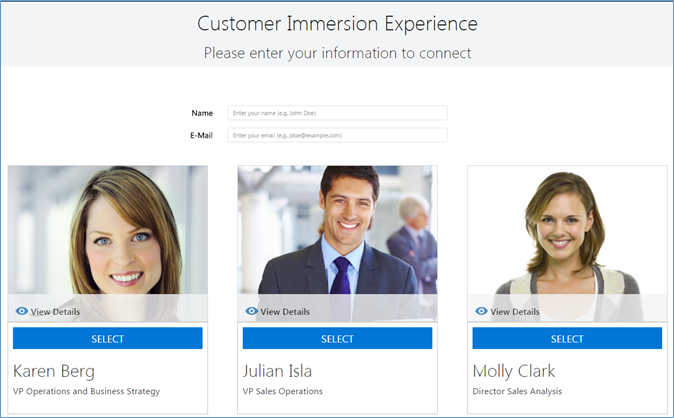 Customer Immersion Experience
Please enter your information to connect
Name Enter your name (e.g. John Doe)
E-Mail Enter your email (e.g. jdoe@example.com)
View Details View Details View Details
SELECT SELECT SELECT
Karen Berg Julian Isla Molly Clark
VP Operations and Business Strategy VP Sales Operations Director Sales Analysis